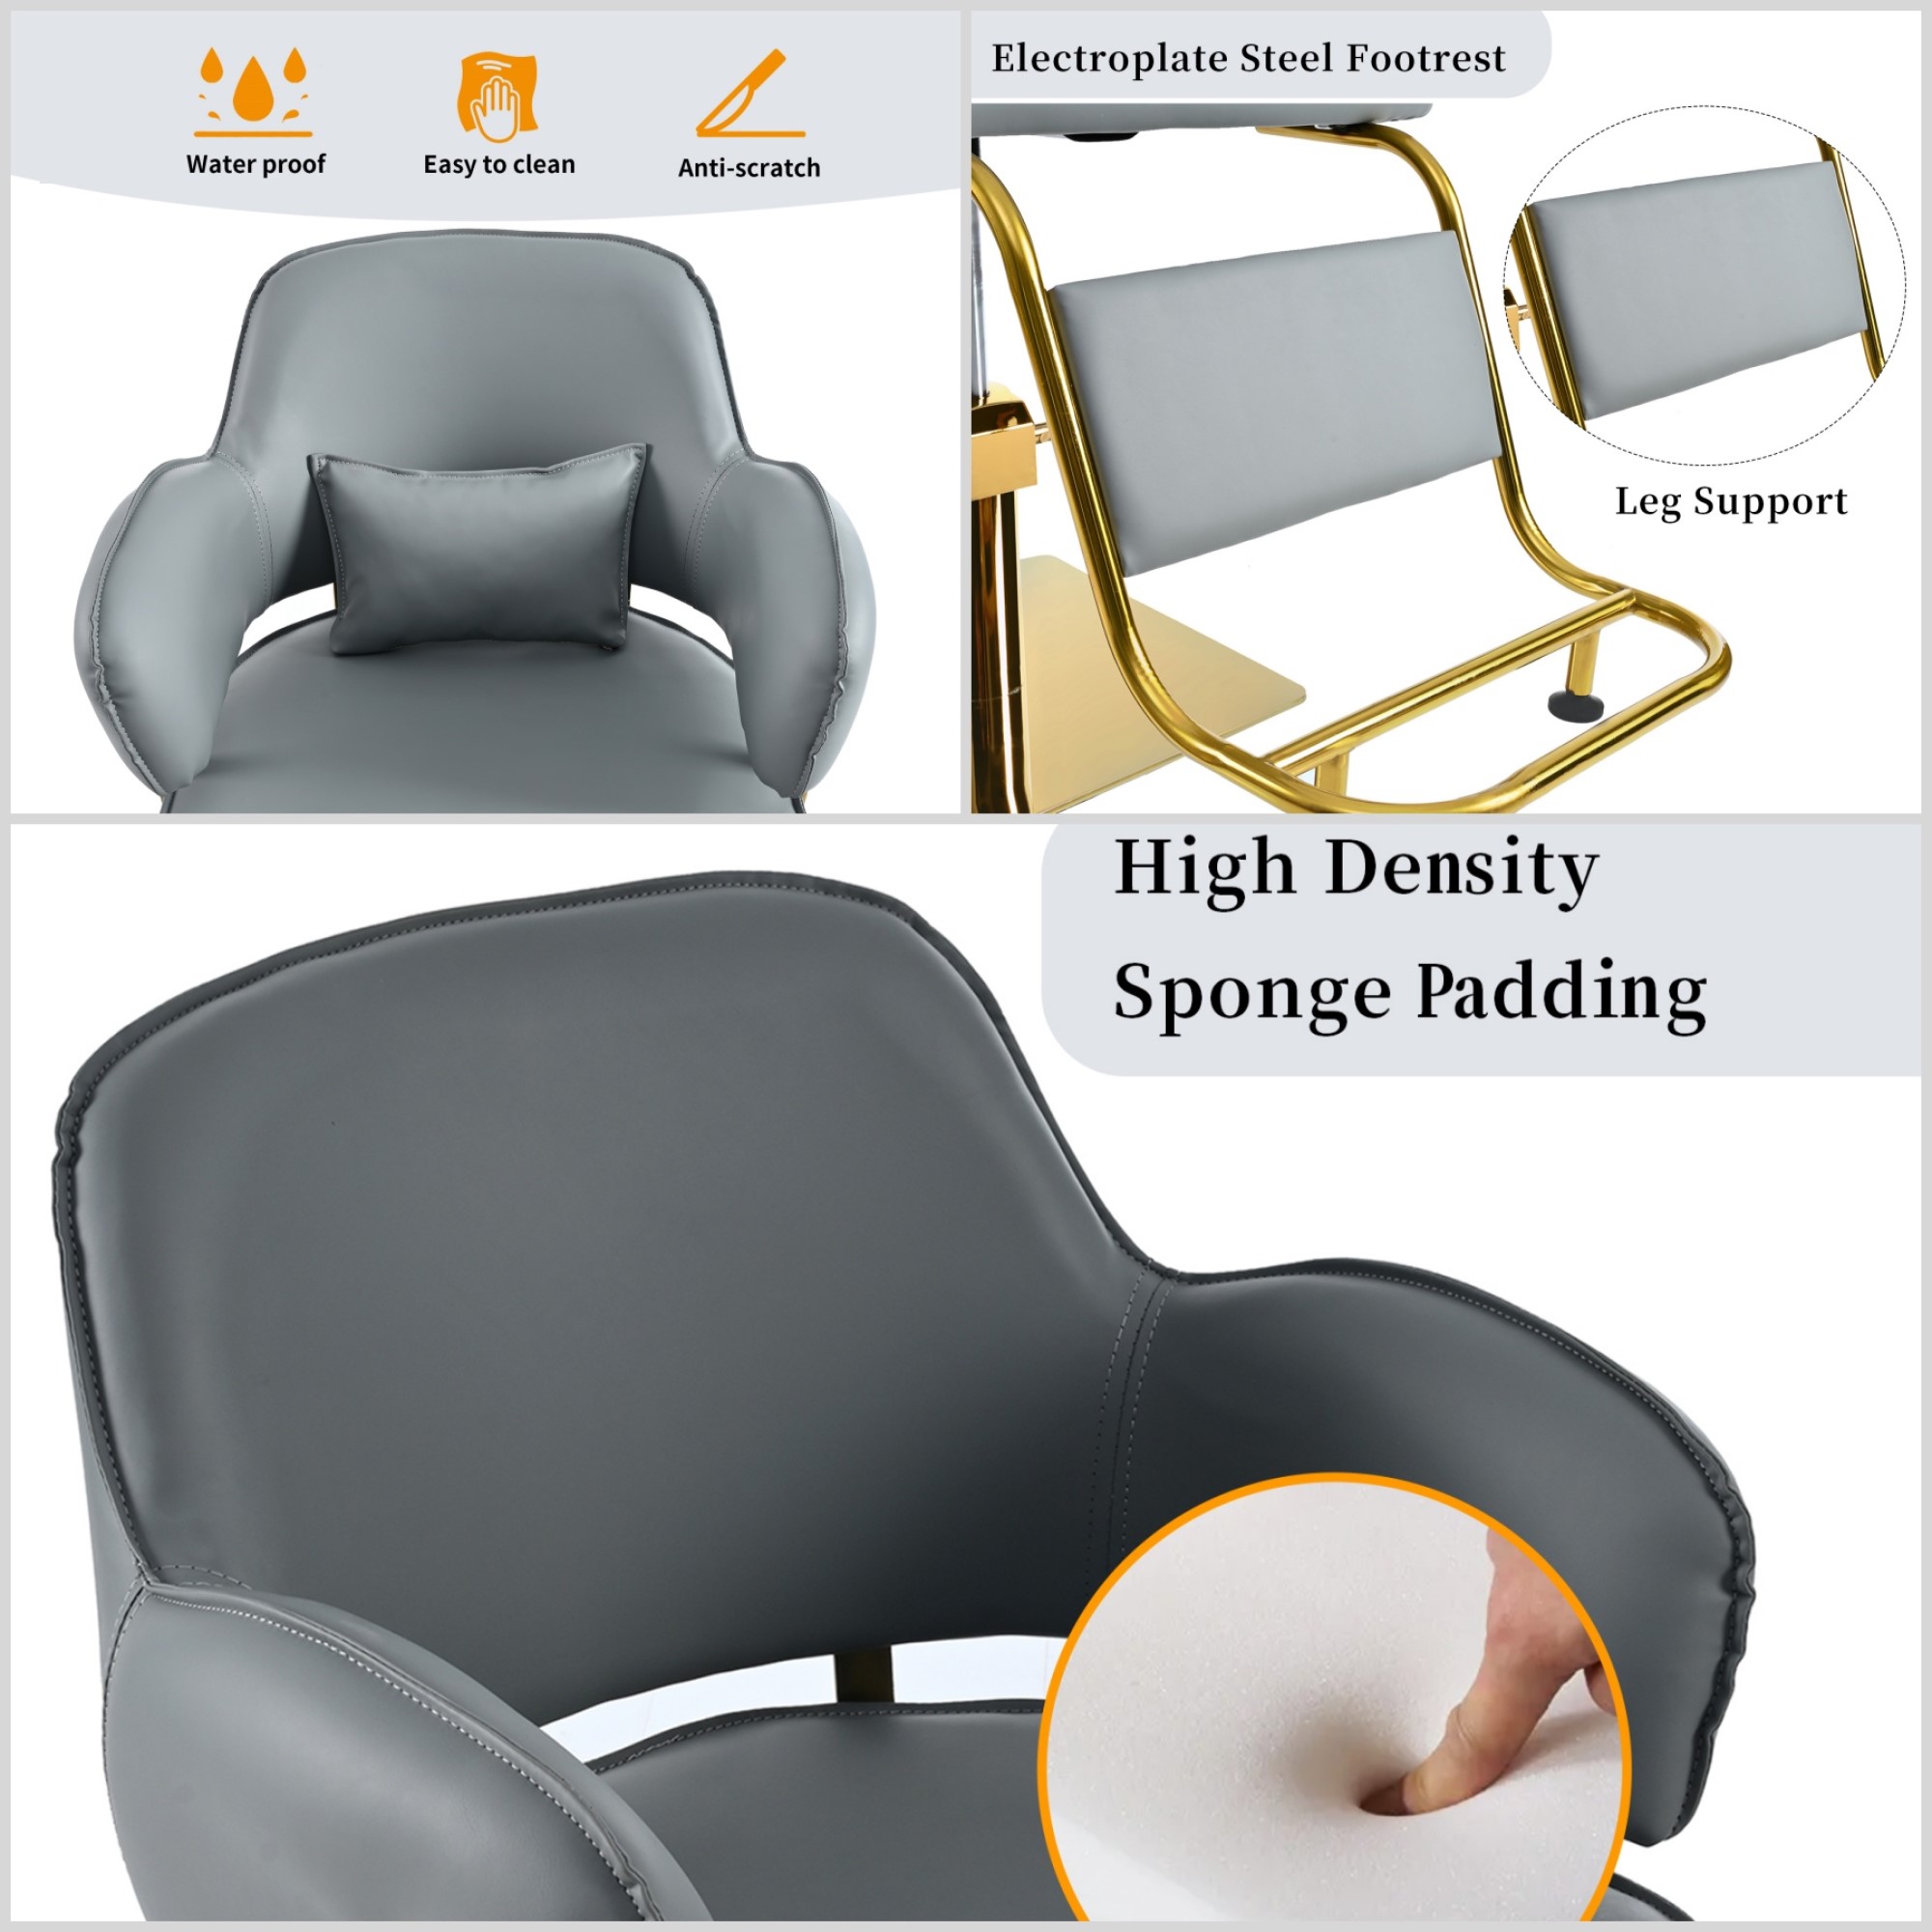 Water proof
Easy to clean
Anti-scratch
Electroplate Steel Footrest
Leg Support
High Density
Sponge Padding